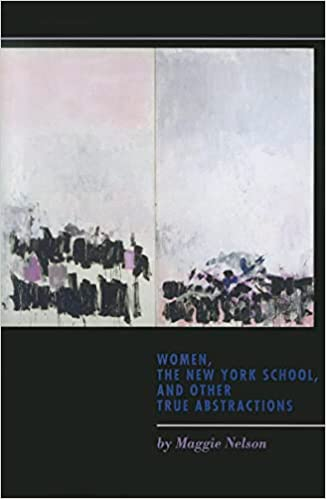 WOMEN,
THE NEW YORK SCHOOL,
AND OTHER
TRUE ABSTRACTIONS
by Maggie Nelson